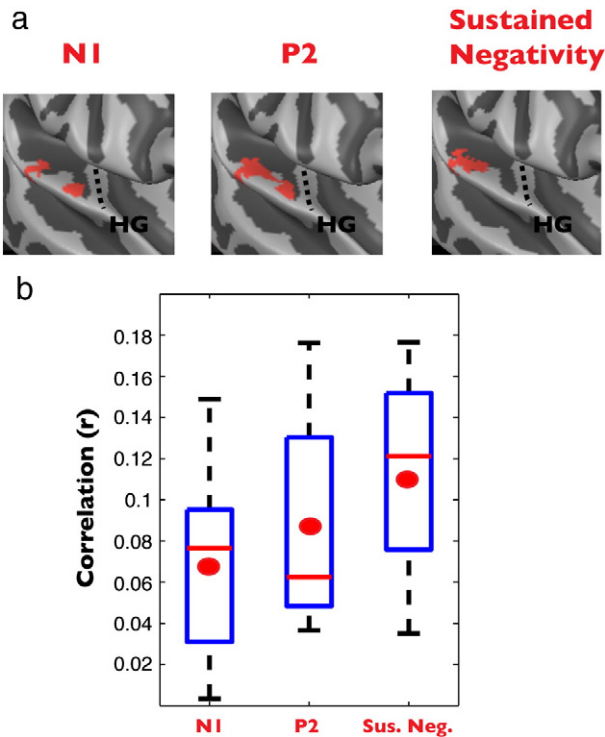 a
N1
P2
Sustained
Negativity
HG
HG
HG
b
Correlation (r)
0.18
0.16
0.14
0.12
0.1
0.08
0.06
0.04
0.02
N1
P2
Sus. Neg.